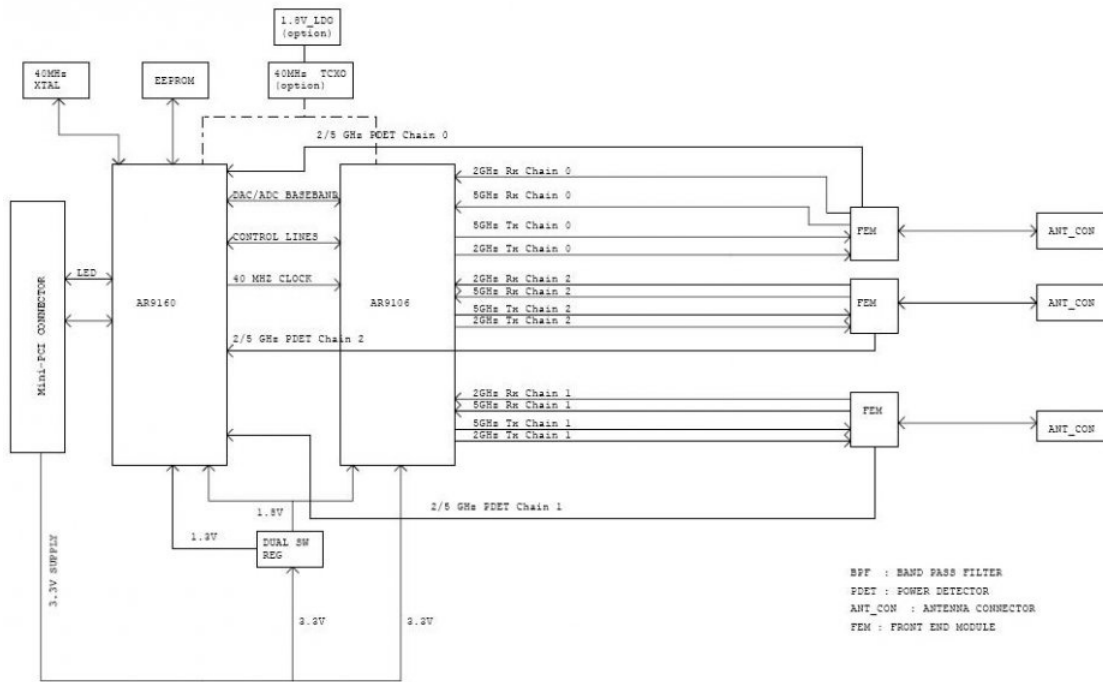 1.8V_LDO
(option)
40MHz
XTAL
EEPROM
40MHz TCXO
(option)
2/5 GHz PDET Chain 0
2GHz Rx Chain 0
DAC/ADC BASEBAND
5GHz Rx Chain 0
5GHz Tx Chain 0
FEM
ANT_CON
CONTROL LINES
2GHz Tx Chain 0
LED
40 MHZ CLOCK
2GHz Rx Chain 2
5GHz Rx Chain 2
AR9160
AR9106
FEM
ANT_CON
5GHz Tx Chain 2
2GHz Tx Chain 2
Mini-PCI CONNECTOR
2/5 GHz PDET Chain 2
2GHz Rx Chain 1
5GHz Rx Chain 1
FEM
5GHz Tx Chain 1
ANT_CON
2GHz Tx Chain 1
2/5 GHz PDET Chain 1
1.8V
1.3V
DUAL SW
REG
3.3V SUPPLY
3.3V
3.3V
BPF : BAND PASS FILTER
PDET : POWER DETECTOR
ANT_CON : ANTENNA CONNECTOR
FEM : FRONT END MODULE